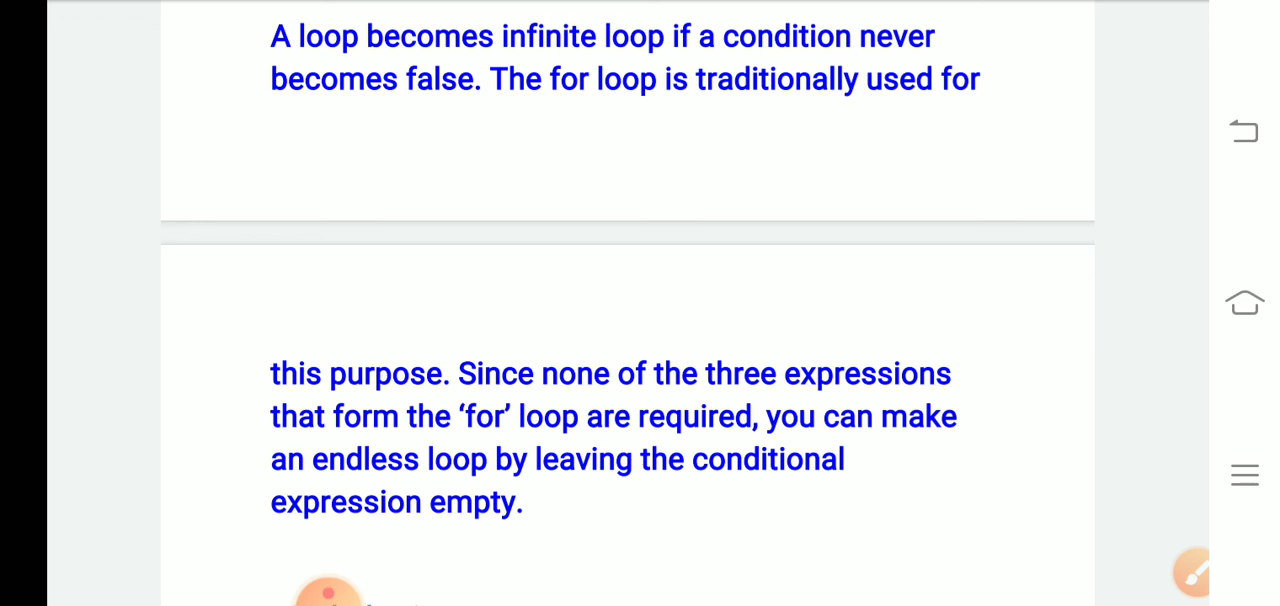 A loop becomes infinite loop if a condition never
becomes false. The for loop is traditionally used for
this purpose. Since none of the three expressions
that form the ‘for’ loop are required, you can make
an endless loop by leaving the conditional
expression empty.